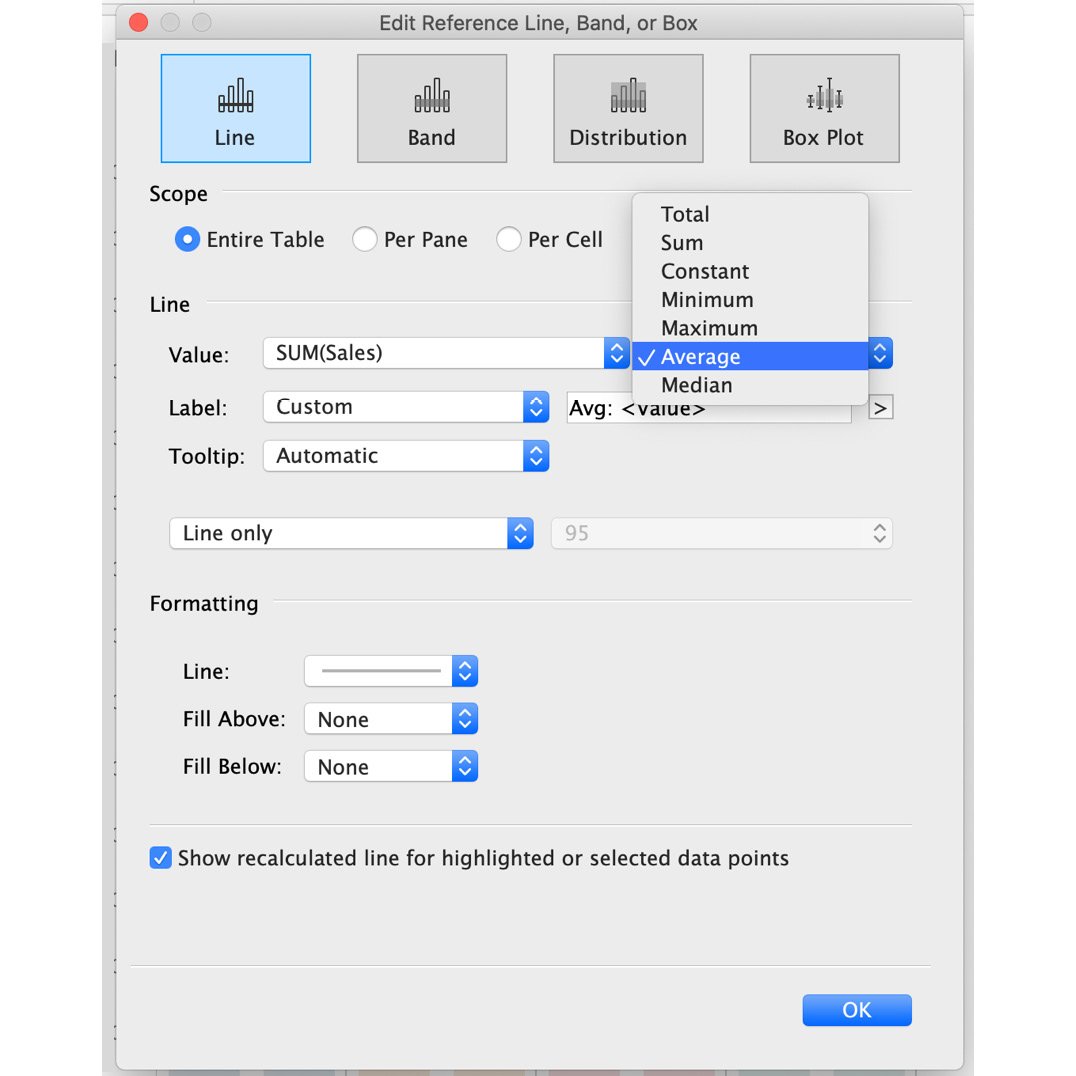 Edit Reference Line, Band, or Box
Line
Band
Distribution
Box Plot
Scope
Entire Table
Per Pane
Per Cell
Total
Sum
Constant
Minimum
Maximum
✓ Average
Median
Line
Value:
SUM(Sales)
Label:
Custom
Avg: <Value>
>
Tooltip:
Automatic
Line only
95
Formatting
Line:
Fill Above:
None
Fill Below:
None
Show recalculated line for highlighted or selected data points
OK